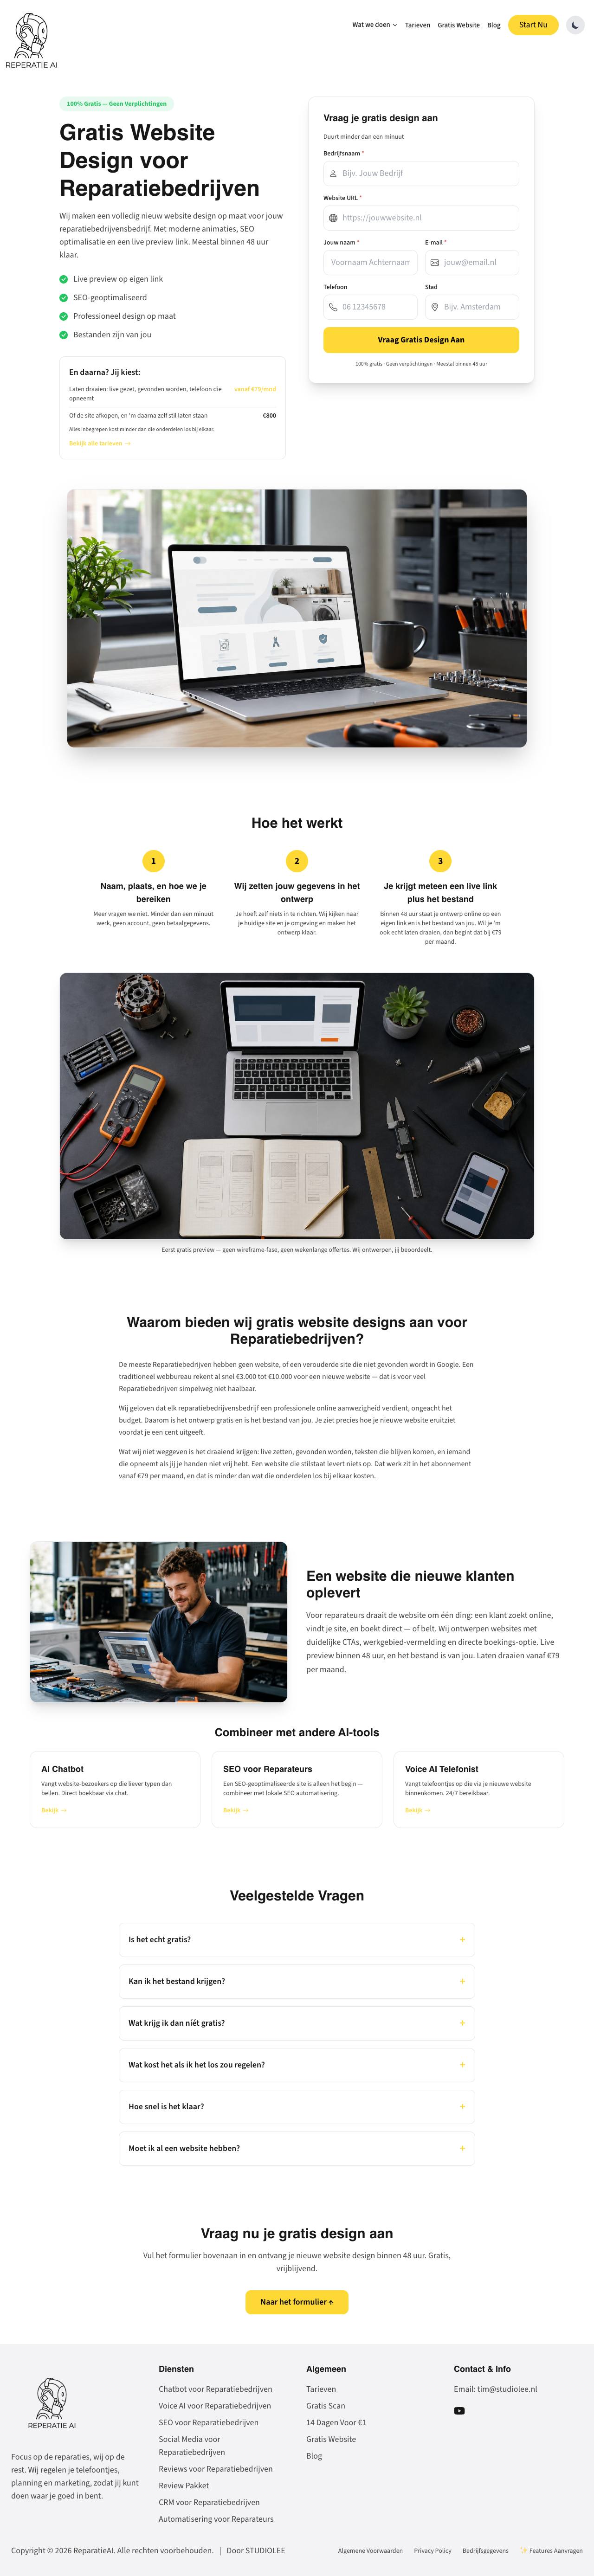 REPERATIE AI
Wat we doen
Tarieven
Gratis Website
Blog
Start Nu
100% Gratis — Geen Verplichtingen
Gratis Website
Design voor
Reparatiebedrijven
Wij maken een volledig nieuw website design op maat voor jouw
reparatiebedrijvenbedrijf. Met moderne animaties, SEO
optimalisatie en een live preview link. Meestal binnen 48 uur
klaar.
Live preview op eigen link
SEO-geoptimaliseerd
Professioneel design op maat
Bestanden zijn van jou
En daarna? Jij kiest:
Laten draaien: live gezet, gevonden worden, telefoon die
opneemt
vanaf €79/mnd
Of de site afkopen, en 'm daarna zelf stil laten staan
€800
Alles inbegrepen kost minder dan die onderdelen los bij elkaar.
Bekijk alle tarieven →
Vraag je gratis design aan
Duurt minder dan een minuut
Bedrijfsnaam *
Bijv. Jouw Bedrijf
Website URL *
https://jouwwebsite.nl
Jouw naam *
E-mail *
Voornaam Achternaam
jouw@email.nl
Telefoon
Stad
06 12345678
Bijv. Amsterdam
Vraag Gratis Design Aan
100% gratis · Geen verplichtingen · Meestal binnen 48 uur
Hoe het werkt
1
Naam, plaats, en hoe we je
bereiken
Meer vragen we niet. Minder dan een minuut
werk, geen account, geen betaalgegevens.
2
Wij zetten jouw gegevens in het
ontwerp
Je hoeft zelf niets in te richten. Wij kijken naar
je huidige site en je omgeving en maken het
ontwerp klaar.
3
Je krijgt meteen een live link
plus het bestand
Binnen 48 uur staat je ontwerp online op een
eigen link en is het bestand van jou. Wil je 'm
ook echt laten draaien, dan begint dat bij €79
per maand.
Eerst gratis preview — geen wireframe-fase, geen wekenlange offertes. Wij ontwerpen, jij beoordeelt.
Waarom bieden wij gratis website designs aan voor
Reparatiebedrijven?
De meeste Reparatiebedrijven hebben geen website, of een verouderde site die niet gevonden wordt in Google. Een
traditioneel webbureau rekent al snel €3.000 tot €10.000 voor een nieuwe website — dat is voor veel
Reparatiebedrijven simpelweg niet haalbaar.
Wij geloven dat elk reparatiebedrijvensbedrijf een professionele online aanwezigheid verdient, ongeacht het
budget. Daarom is het ontwerp gratis en is het bestand van jou. Je ziet precies hoe je nieuwe website eruitziet
voordat je een cent uitgeeft.
Wat wij niet weggeven is het draaiend krijgen: live zetten, gevonden worden, teksten die blijven komen, en iemand
die opneemt als jij je handen niet vrij hebt. Een website die stilstaat levert niets op. Dat werk zit in het abonnement
vanaf €79 per maand, en dat is minder dan wat die onderdelen los bij elkaar kosten.
Een website die nieuwe klanten
oplevert
Voor reparateurs draait de website om één ding: een klant zoekt online,
vindt je site, en boekt direct — of belt. Wij ontwerpen websites met
duidelijke CTAs, werkgebied-vermelding en directe boekings-optie. Live
preview binnen 48 uur, en het bestand is van jou. Laten draaien vanaf €79
per maand.
Combineer met andere AI-tools
AI Chatbot
Vangt website-bezoekers op die liever typen dan
bellen. Direct boekbaar via chat.
Bekijk →
SEO voor Reparateurs
Een SEO-geoptimaliseerde site is alleen het begin —
combineer met lokale SEO automatisering.
Bekijk →
Voice AI Telefonist
Vangt telefoontjes op die via je nieuwe website
binnenkomen. 24/7 bereikbaar.
Bekijk →
Veelgestelde Vragen
Is het echt gratis?
+
Kan ik het bestand krijgen?
+
Wat krijg ik dan níét gratis?
+
Wat kost het als ik het los zou regelen?
+
Hoe snel is het klaar?
+
Moet ik al een website hebben?
+
Vraag nu je gratis design aan
Vul het formulier bovenaan in en ontvang je nieuwe website design binnen 48 uur. Gratis,
vrijblijvend.
Naar het formulier ↑
REPERATIE AI
Focus op de reparaties, wij op de
rest. Wij regelen je telefoontjes,
planning en marketing, zodat jij kunt
doen waar je goed in bent.
Diensten
Chatbot voor Reparatiebedrijven
Voice AI voor Reparatiebedrijven
SEO voor Reparatiebedrijven
Social Media voor
Reparatiebedrijven
Reviews voor Reparatiebedrijven
Review Pakket
CRM voor Reparatiebedrijven
Automatisering voor Reparateurs
Algemeen
Tarieven
Gratis Scan
14 Dagen Voor €1
Gratis Website
Blog
Contact & Info
Email: tim@studiolee.nl
Copyright © 2026 ReparatieAI. Alle rechten voorbehouden. | Door STUDIOLEE
Algemene Voorwaarden
Privacy Policy
Bedrijfsgegevens
✨ Features Aanvragen